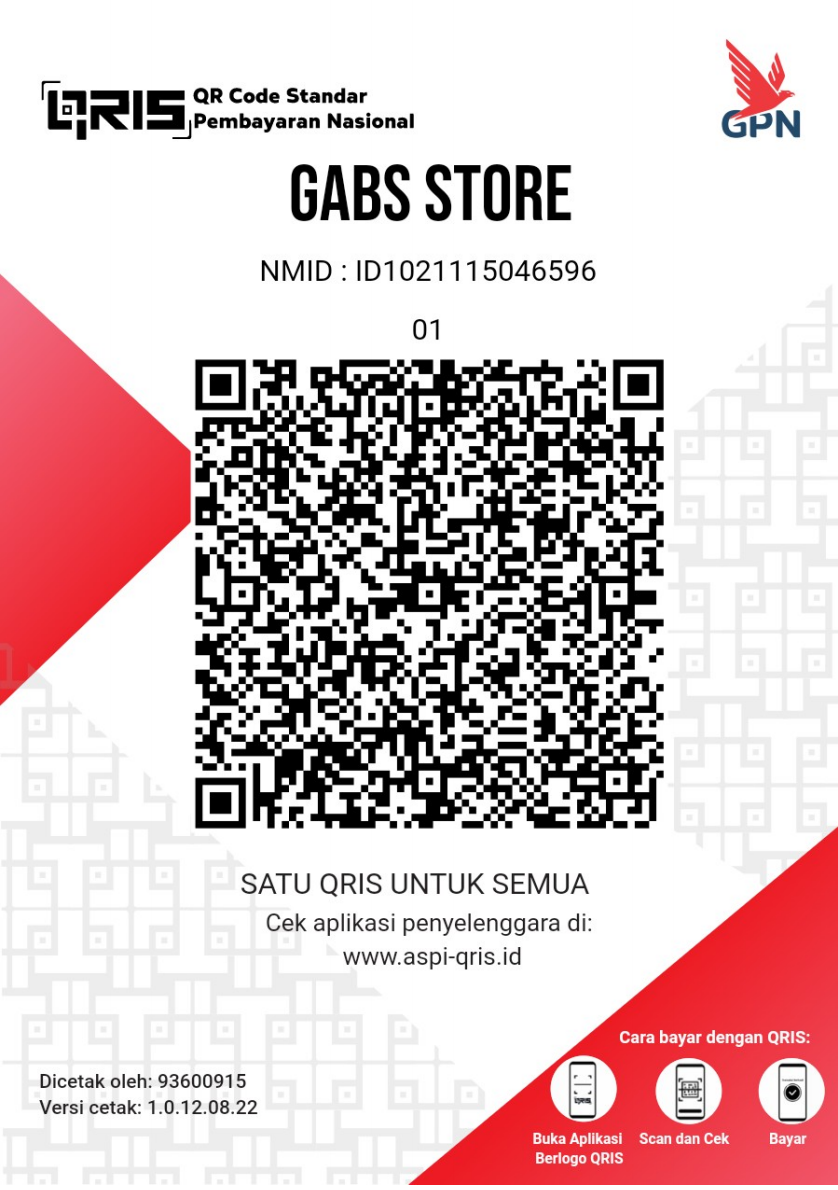 QRIS
QR Code Standar
Pembayaran Nasional
GPN
GABS STORE
NMID : ID1021115046596
01
SATU QRIS UNTUK SEMUA
Cek aplikasi penyelenggara di:
www.aspi-qris.id
Dicetak oleh: 93600915
Versi cetak: 1.0.12.08.22
Cara bayar dengan QRIS:
QRIS
Buka Aplikasi
Berlogo QRIS
Scan dan Cek
Bayar